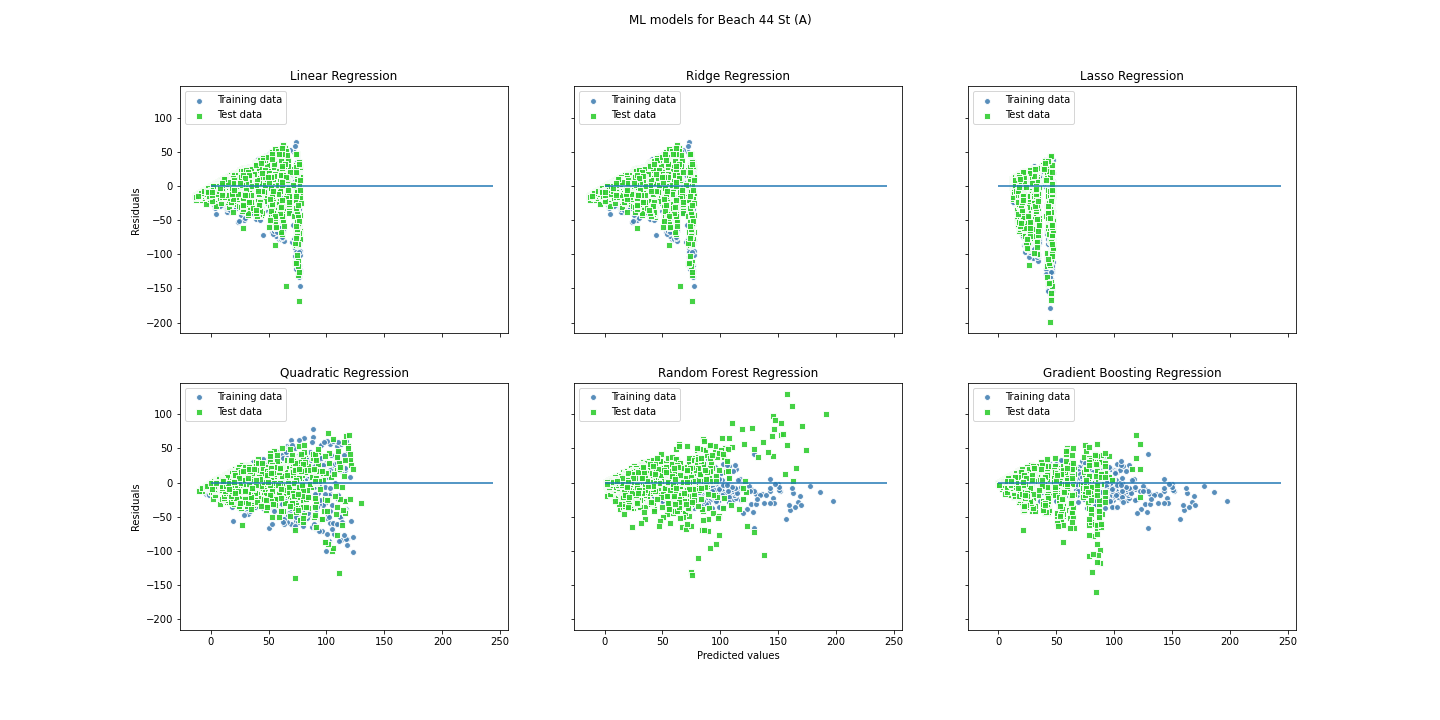 ML models for Beach 44 St (A)
Linear Regression
Ridge Regression
Lasso Regression
Training data
Test data
Training data
Test data
Training data
Test data
100
50
0
−50
−100
−150
−200
Residuals
Quadratic Regression
Random Forest Regression
Gradient Boosting Regression
Training data
Test data
Training data
Test data
Training data
Test data
100
50
0
−50
−100
−150
−200
Residuals
0 50 100 150 200 250
0 50 100 150 200 250
0 50 100 150 200 250
Predicted values